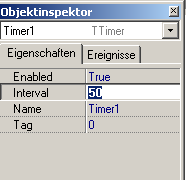 Objektinspektor
Timer1 TTimer
Eigenschaften Ereignisse
Enabled True
Interval 50
Name Timer1
Tag 0